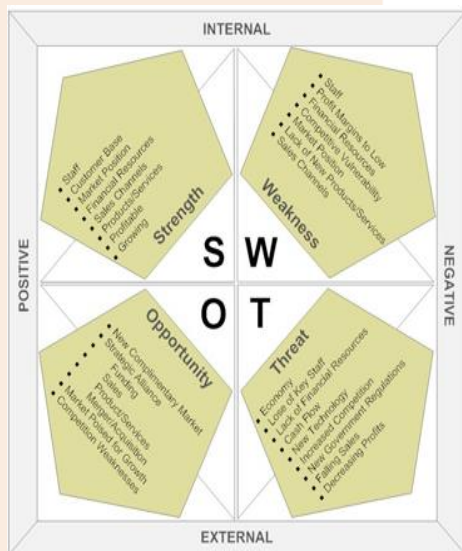 INTERNAL
POSITIVE
NEGATIVE
EXTERNAL
S W
O T
Strength
Staff
Customer Base
Market Position
Financial Resources
Sales Channels
Products/Services
Profitable
Growing
Weakness
Staff
Profit Margins to Low
Financial Resources
Competitive Vulnerability
Market Position
Lack of New Products/Services
Sales Channels
Opportunity
New Complimentary Market
Strategic Alliance
Funding
Sales
Product/Services
Merger/Acquisition
Market Poised for Growth
Competition Weaknesses
Threat
Economy
Lose of Key Staff
Lack of Financial Resources
Cash Flow
New Technology
Increased Competition
New Government Regulations
Falling Sales
Decreasing Profits